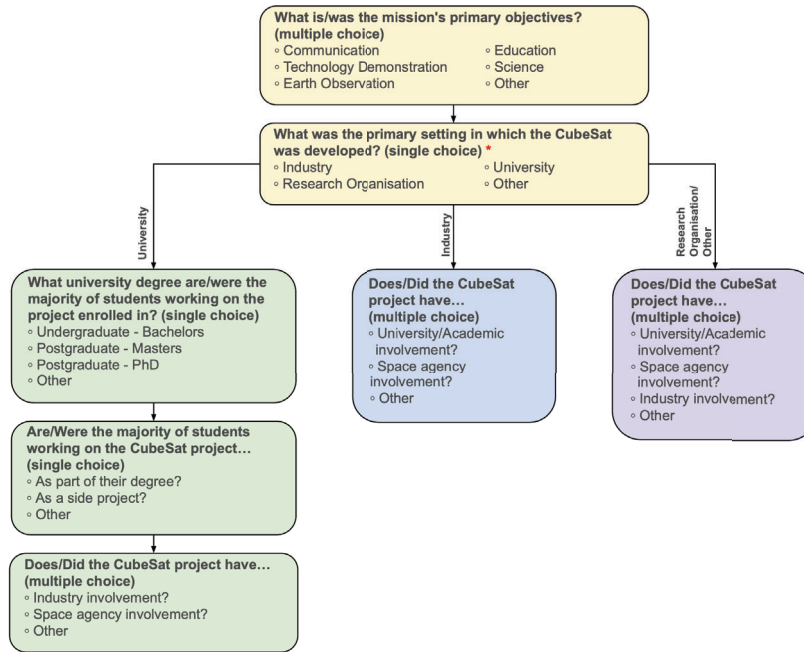 What is/was the mission's primary objectives?
(multiple choice)
◦ Communication
◦ Education
◦ Technology Demonstration
◦ Science
◦ Earth Observation
◦ Other
What was the primary setting in which the CubeSat
was developed? (single choice) *
◦ Industry
◦ University
◦ Research Organisation
◦ Other
University
Industry
Research
Organisation/
Other
What university degree are/were the
majority of students working on the
project enrolled in? (single choice)
◦ Undergraduate - Bachelors
◦ Postgraduate - Masters
◦ Postgraduate - PhD
◦ Other
Does/Did the CubeSat
project have…
(multiple choice)
◦ University/Academic
involvement?
◦ Space agency
involvement?
◦ Other
Does/Did the CubeSat
project have…
(multiple choice)
◦ University/Academic
involvement?
◦ Space agency
involvement?
◦ Industry involvement?
◦ Other
Are/Were the majority of students
working on the CubeSat project…
(single choice)
◦ As part of their degree?
◦ As a side project?
◦ Other
Does/Did the CubeSat project have…
(multiple choice)
◦ Industry involvement?
◦ Space agency involvement?
◦ Other